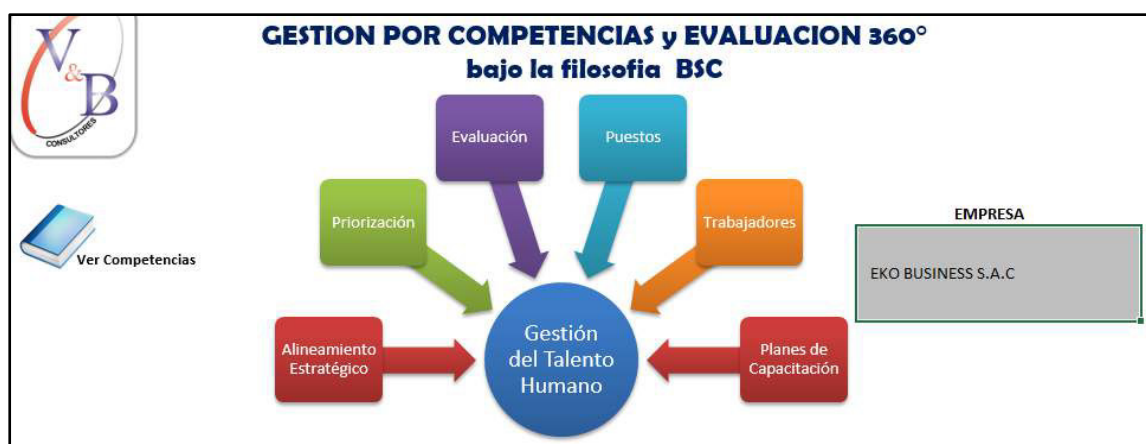 GESTION POR COMPETENCIAS y EVALUACION 360°
bajo la filosofia BSC
V&B
CONSULTORES
Evaluación
Puestos
Priorización
Trabajadores
EMPRESA
EKO BUSINESS S.A.C
Ver Competencias
Alineamiento
Estratégico
Gestión
del Talento
Humano
Planes de
Capacitación